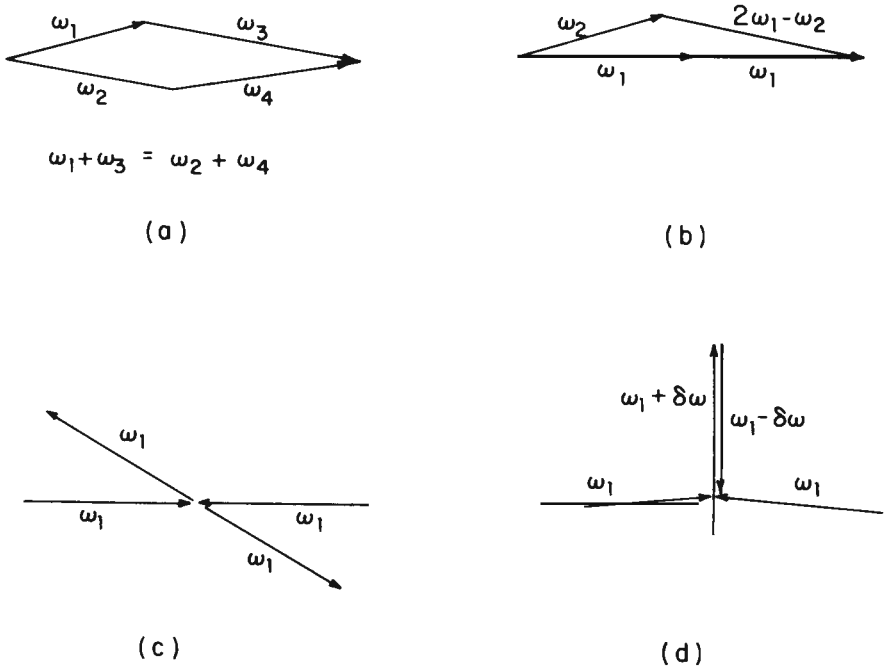 ω₁ ω₃
ω₂ ω₄
ω₁+ω₃ = ω₂ + ω₄
(a)
ω₂ 2ω₁-ω₂
ω₁ ω₁
(b)
ω₁
ω₁ ω₁
ω₁
(c)
ω₁ + δω
ω₁ - δω
ω₁ ω₁
(d)